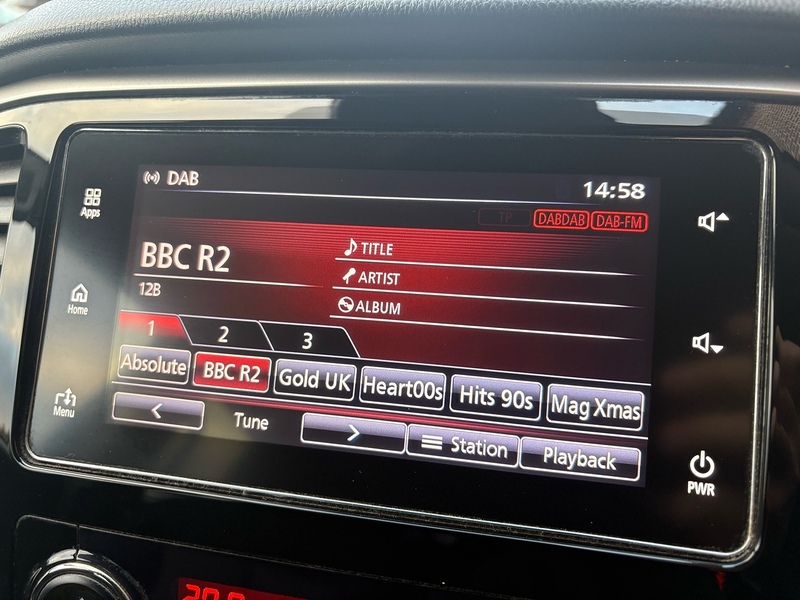 DAB
14:58
Apps
TP DABDAB DAB-FM
BBC R2
TITLE
12B
ARTIST
ALBUM
Home
1 2 3
Absolute BBC R2 Gold UK Heart00s Hits 90s Mag Xmas
Menu
< Tune > Station Playback
PWR